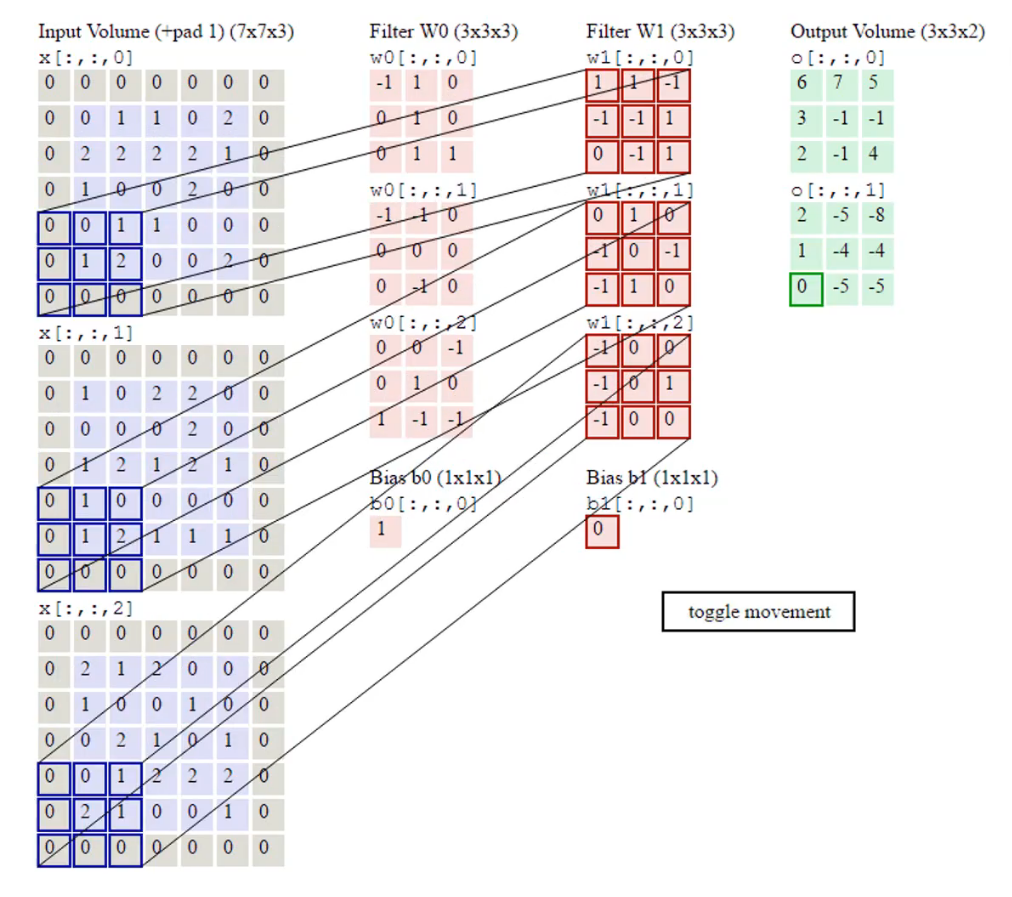 Input Volume (+pad 1) (7x7x3)
x[:,:,0]
0 0 0 0 0 0 0
0 0 1 1 0 2 0
0 2 2 2 2 1 0
0 1 0 0 2 0 0
0 0 1 1 0 0 0
0 1 2 0 0 2 0
0 0 0 0 0 0 0
x[:,:,1]
0 0 0 0 0 0 0
0 1 0 2 2 0 0
0 0 0 0 2 0 0
0 1 2 1 2 1 0
0 1 0 0 0 0 0
0 1 2 1 1 1 0
0 0 0 0 0 0 0
x[:,:,2]
0 0 0 0 0 0 0
0 2 1 2 0 0 0
0 1 0 0 1 0 0
0 0 2 1 0 1 0
0 0 1 2 2 2 0
0 2 1 0 0 1 0
0 0 0 0 0 0 0
Filter W0 (3x3x3)
w0[:,:,0]
-1 1 0
0 1 0
0 1 1
w0[:,:,1]
-1 -1 0
0 0 0
0 -1 0
w0[:,:,2]
0 0 -1
0 1 0
1 -1 -1
Bias b0 (1x1x1)
b0[:,:,0]
1
Filter W1 (3x3x3)
w1[:,:,0]
1 1 -1
-1 -1 1
0 -1 1
w1[:,:,1]
0 1 0
-1 0 -1
-1 1 0
w1[:,:,2]
-1 0 0
-1 0 1
-1 0 0
Bias b1 (1x1x1)
b1[:,:,0]
0
Output Volume (3x3x2)
o[:,:,0]
6 7 5
3 -1 -1
2 -1 4
o[:,:,1]
2 -5 -8
1 -4 -4
0 -5 -5
toggle movement